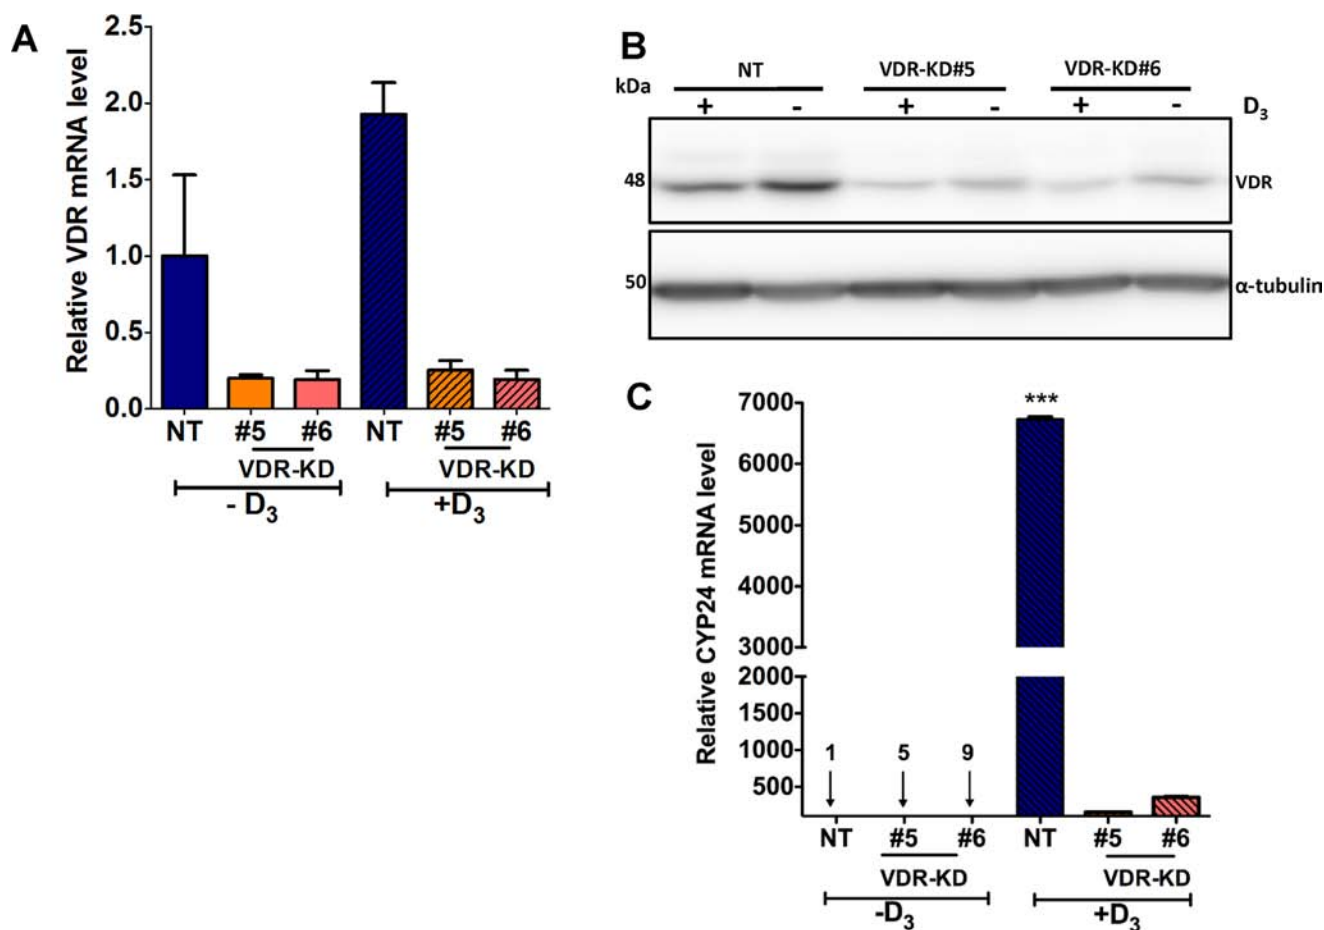 A
Relative VDR mRNA level
2.5
2.0
1.5
1.0
0.5
0.0
NT #5 #6 NT #5 #6
VDR-KD VDR-KD
- D3 +D3
B
NT VDR-KD#5 VDR-KD#6
kDa
+ - + - + - D3
48 VDR
50 α-tubulin
C
Relative CYP24 mRNA level
7000
6000
5000
4000
3000
2000
1500
1000
500
***
1 5 9
NT #5 #6 NT #5 #6
VDR-KD VDR-KD
-D3 +D3